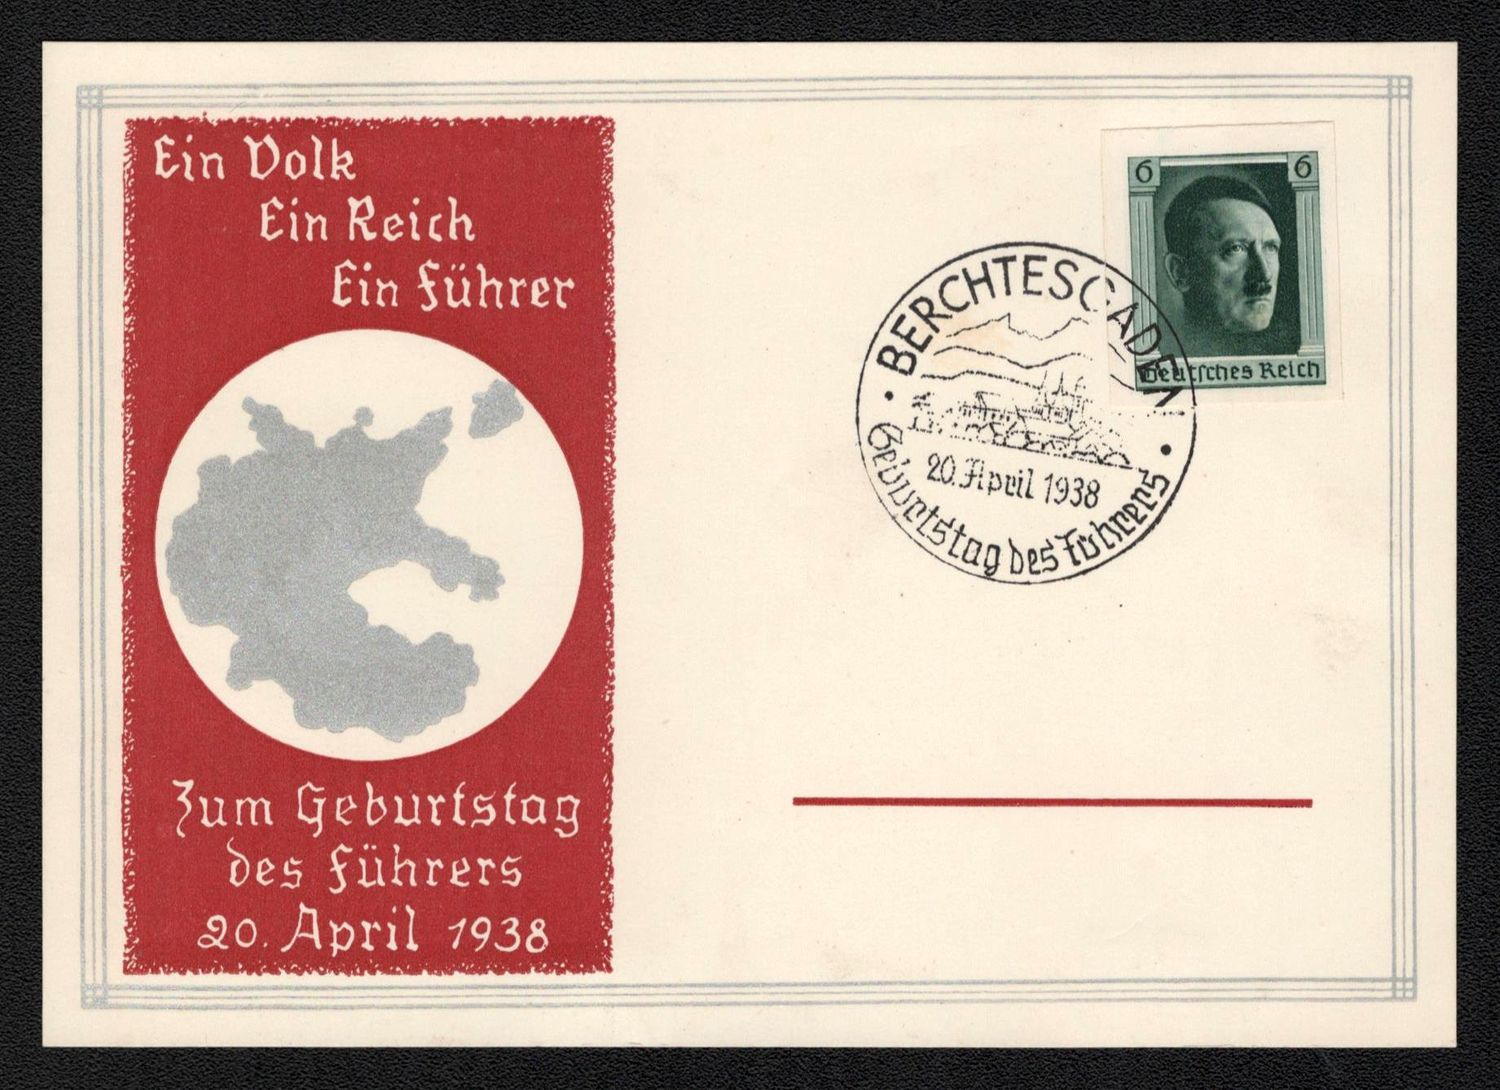 Ein Volk
Ein Reich
Ein Führer
Zum Geburtstag
des Führers
20. April 1938
6 6
Deutsches Reich
BERCHTESGADEN
20. April 1938
Geburtstag des Führers